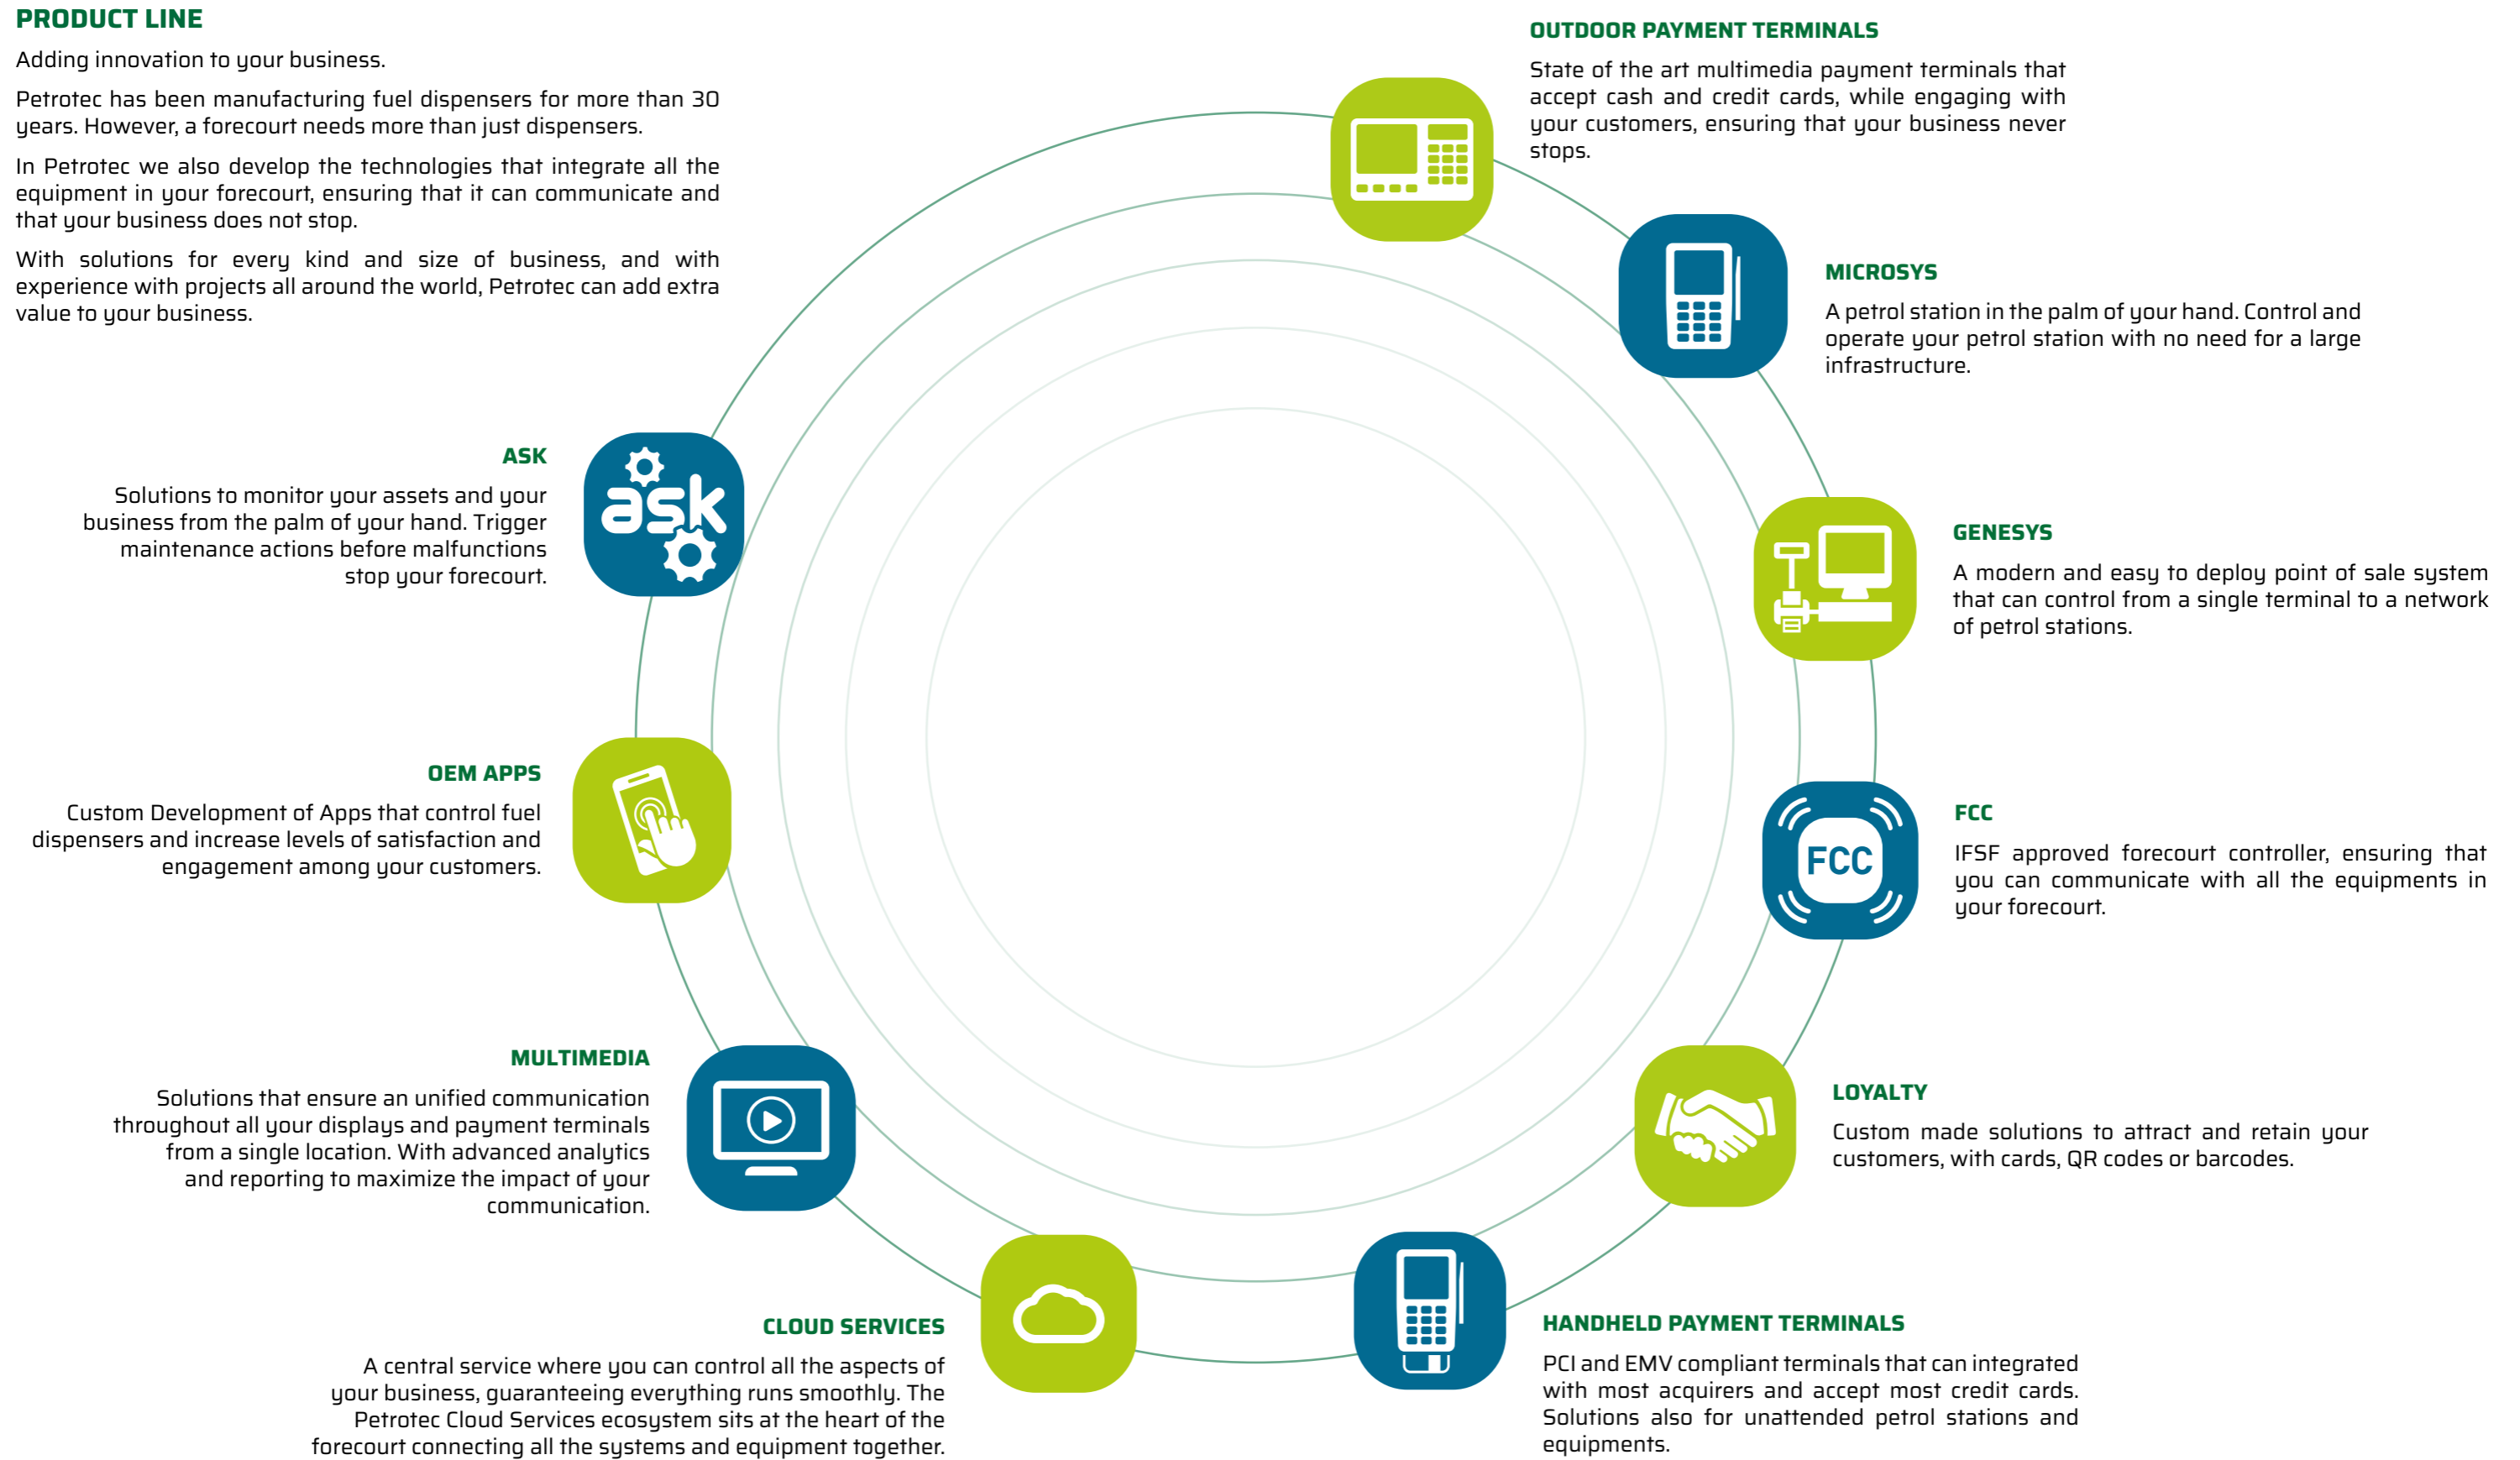 PRODUCT LINE
Adding innovation to your business.
Petrotec has been manufacturing fuel dispensers for more than 30
years. However, a forecourt needs more than just dispensers.
In Petrotec we also develop the technologies that integrate all the
equipment in your forecourt, ensuring that it can communicate and
that your business does not stop.
With solutions for every kind and size of business, and with
experience with projects all around the world, Petrotec can add extra
value to your business.
OUTDOOR PAYMENT TERMINALS
State of the art multimedia payment terminals that
accept cash and credit cards, while engaging with
your customers, ensuring that your business never
stops.
MICROSYS
A petrol station in the palm of your hand. Control and
operate your petrol station with no need for a large
infrastructure.
GENESYS
A modern and easy to deploy point of sale system
that can control from a single terminal to a network
of petrol stations.
FCC
FCC
IFSF approved forecourt controller, ensuring that
you can communicate with all the equipments in
your forecourt.
LOYALTY
Custom made solutions to attract and retain your
customers, with cards, QR codes or barcodes.
HANDHELD PAYMENT TERMINALS
PCI and EMV compliant terminals that can integrated
with most acquirers and accept most credit cards.
Solutions also for unattended petrol stations and
equipments.
CLOUD SERVICES
A central service where you can control all the aspects of
your business, guaranteeing everything runs smoothly. The
Petrotec Cloud Services ecosystem sits at the heart of the
forecourt connecting all the systems and equipment together.
MULTIMEDIA
Solutions that ensure an unified communication
throughout all your displays and payment terminals
from a single location. With advanced analytics
and reporting to maximize the impact of your
communication.
OEM APPS
Custom Development of Apps that control fuel
dispensers and increase levels of satisfaction and
engagement among your customers.
ASK
ask
Solutions to monitor your assets and your
business from the palm of your hand. Trigger
maintenance actions before malfunctions
stop your forecourt.